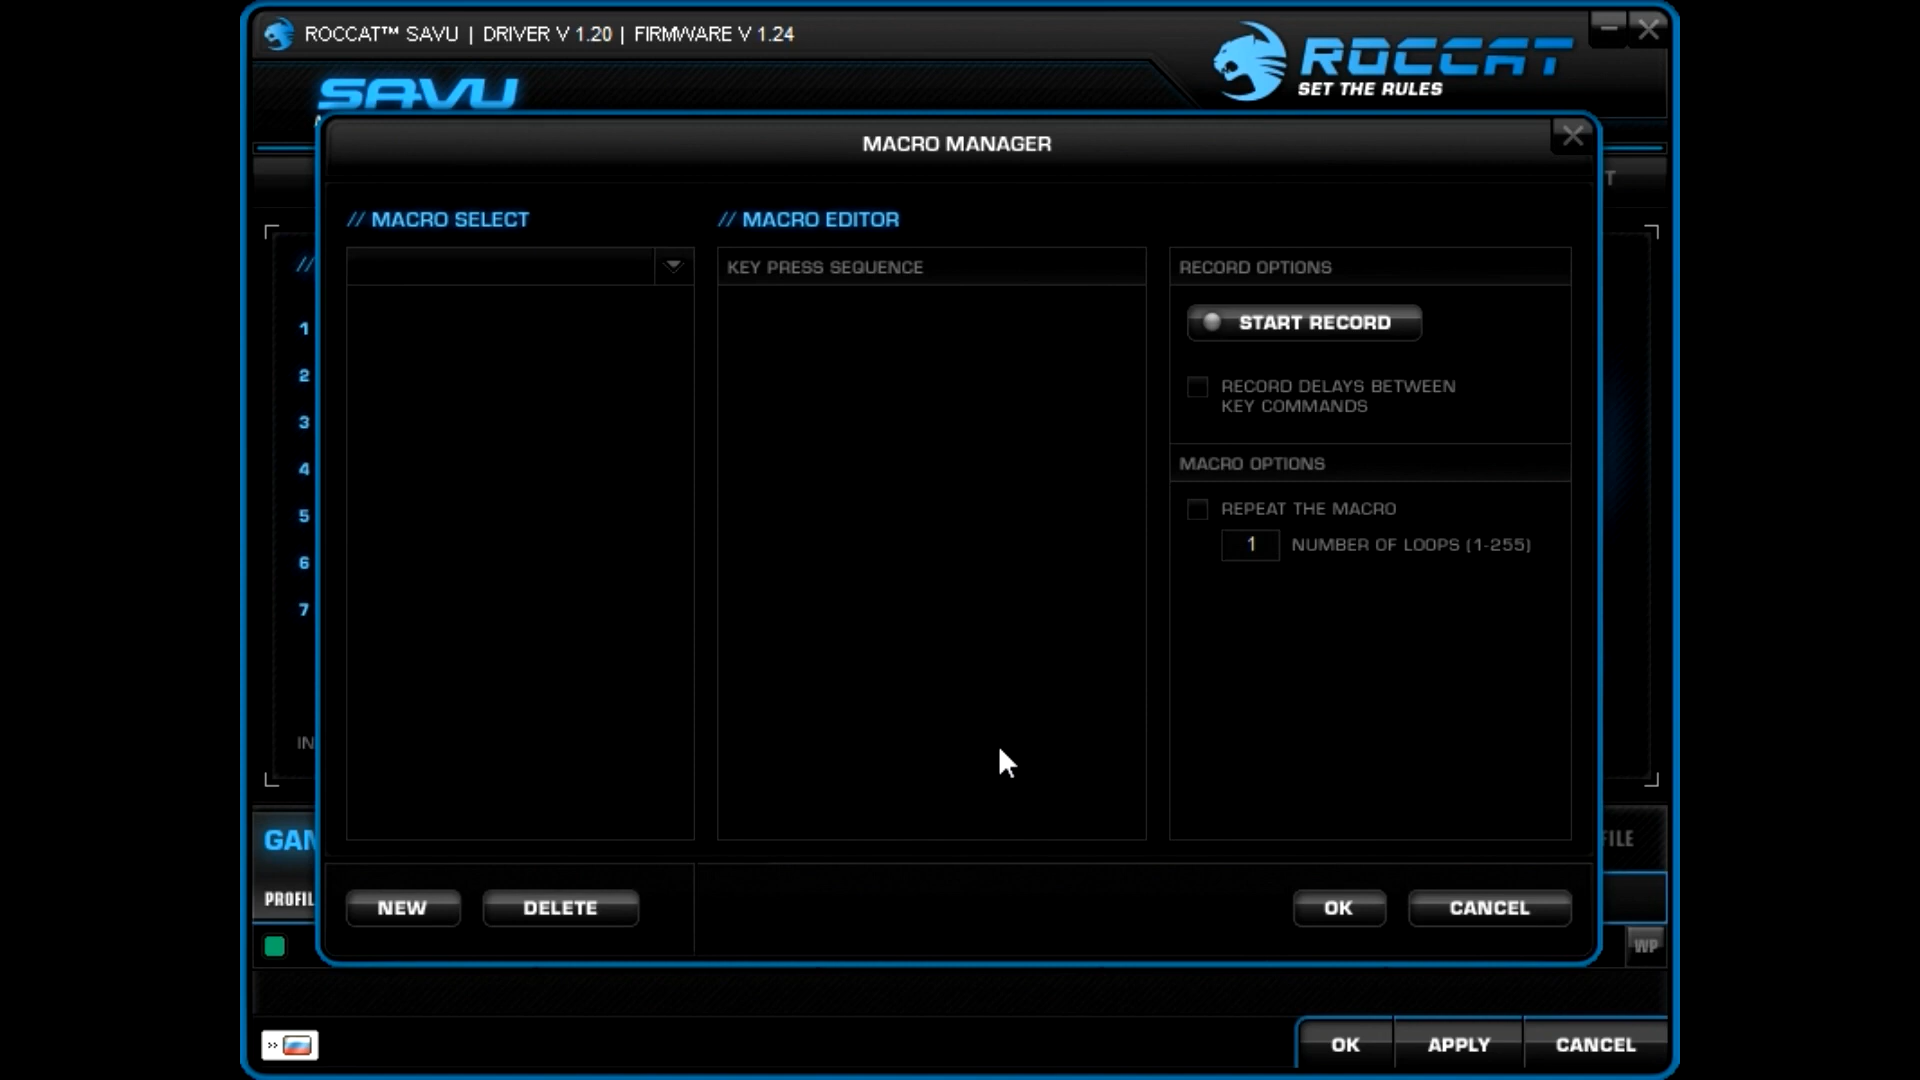 ROCCAT™ SAVU | DRIVER V 1.20 | FIRMWARE V 1.24
SAVU
ROCCAT
SET THE RULES
MACRO MANAGER
// MACRO SELECT
// MACRO EDITOR
KEY PRESS SEQUENCE
RECORD OPTIONS
START RECORD
RECORD DELAYS BETWEEN
KEY COMMANDS
MACRO OPTIONS
REPEAT THE MACRO
1 NUMBER OF LOOPS (1-255)
//
1
2
3
4
5
6
7
NEW
DELETE
OK
CANCEL
WP
»
OK
APPLY
CANCEL